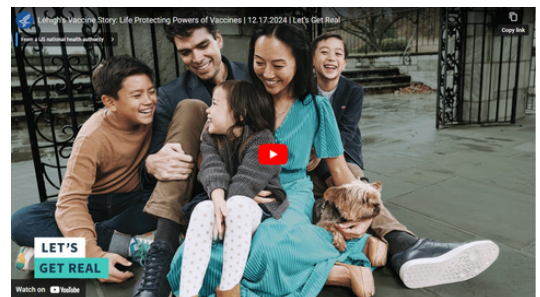 Lehigh's Vaccine Story: Life Protecting Powers of Vaccines | 12.17.2024 | Let's Get Real
Copy link
From a US national health authority
LET'S
GET REAL
Watch on YouTube